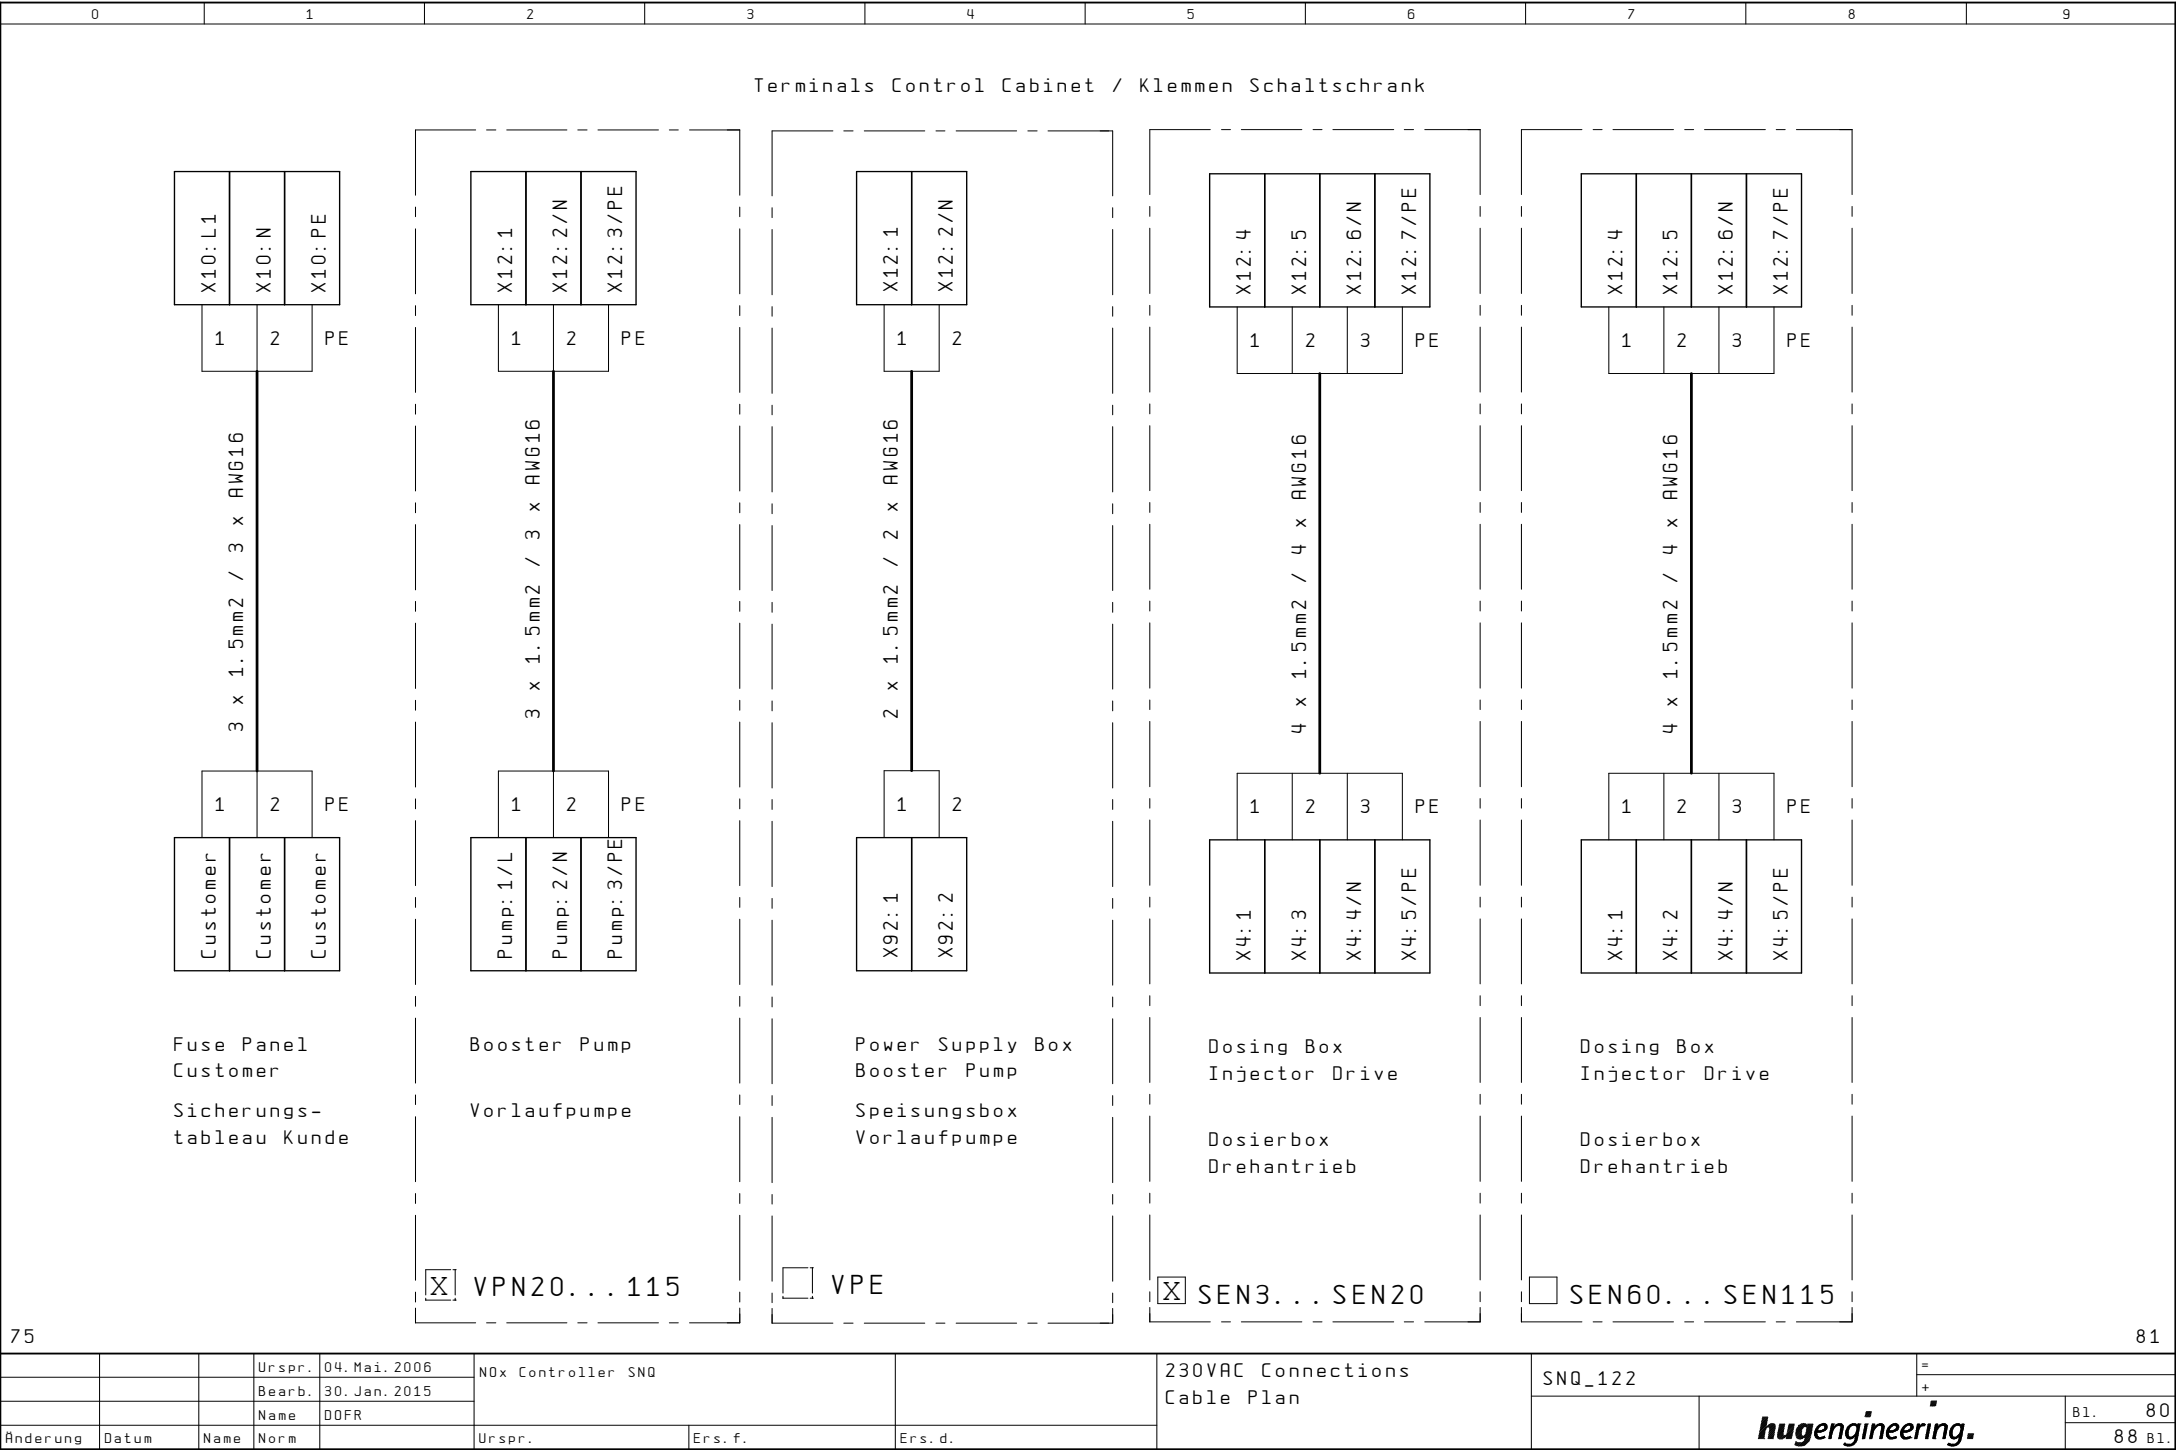 0 1 2 3 4 5 6 7 8 9
Terminals Control Cabinet / Klemmen Schaltschrank
X10:L1 X10:N X10:PE
1 2 PE
3 x 1.5mm2 / 3 x AWG16
1 2 PE
Customer Customer Customer
Fuse Panel
Customer
Sicherungs-
tableau Kunde
X12:1 X12:2/N X12:3/PE
1 2 PE
3 x 1.5mm2 / 3 x AWG16
1 2 PE
Pump:1/L Pump:2/N Pump:3/PE
Booster Pump
Vorlaufpumpe
X VPN20...115
X12:1 X12:2/N
1 2
2 x 1.5mm2 / 2 x AWG16
1 2
X92:1 X92:2
Power Supply Box
Booster Pump
Speisungsbox
Vorlaufpumpe
VPE
X12:4 X12:5 X12:6/N X12:7/PE
1 2 3 PE
4 x 1.5mm2 / 4 x AWG16
1 2 3 PE
X4:1 X4:3 X4:4/N X4:5/PE
Dosing Box
Injector Drive
Dosierbox
Drehantrieb
X SEN3...SEN20
X12:4 X12:5 X12:6/N X12:7/PE
1 2 3 PE
4 x 1.5mm2 / 4 x AWG16
1 2 3 PE
X4:1 X4:2 X4:4/N X4:5/PE
Dosing Box
Injector Drive
Dosierbox
Drehantrieb
SEN60...SEN115
75 81
Urspr. 04.Mai.2006
Bearb. 30.Jan.2015
Name DOFR
Änderung Datum Name Norm
NOx Controller SNQ
Urspr. Ers.f. Ers.d.
230VAC Connections
Cable Plan
SNQ_122
=
+
hugengineering.
Bl. 80
88 Bl.